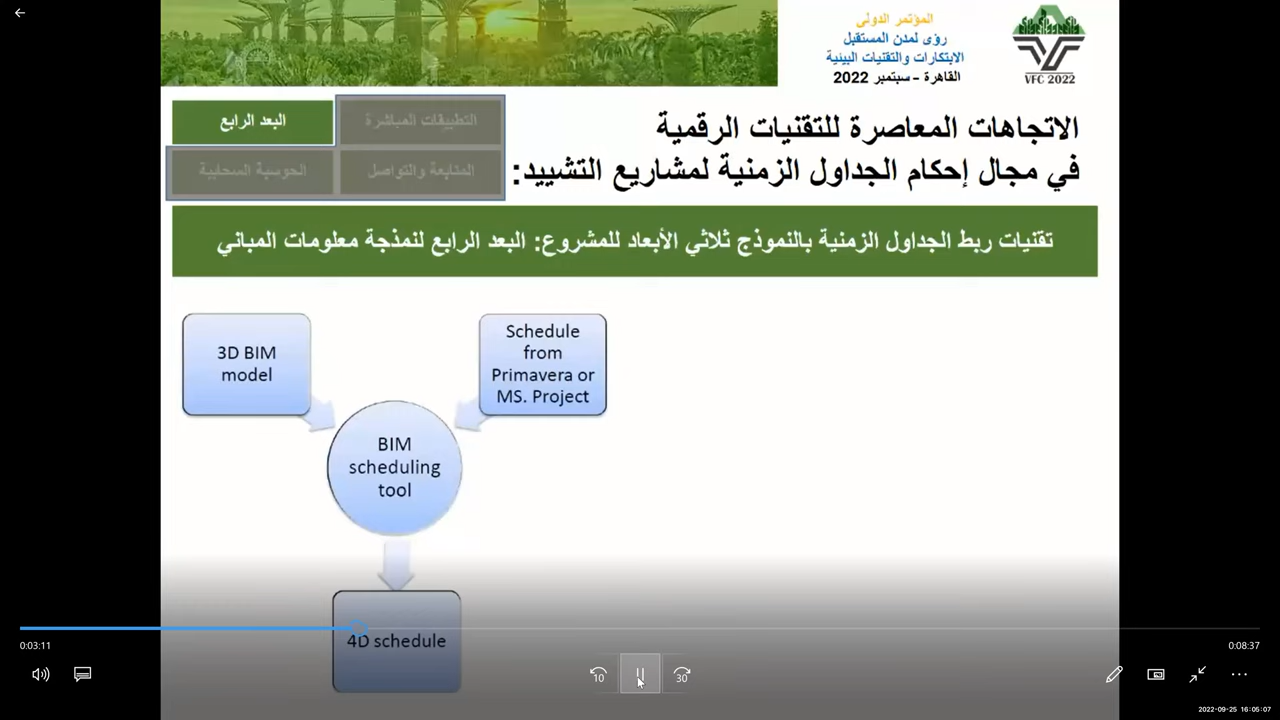 المؤتمر الدولى
رؤى لمدن المستقبل
الابتكارات والتقنيات البيئية
القاهرة - سبتمبر 2022
VFC 2022
الاتجاهات المعاصرة للتقنيات الرقمية
في مجال إحكام الجداول الزمنية لمشاريع التشييد:
التطبيقات المباشرة
البعد الرابع
المتابعة والتواصل
الحوسبة السحابية
تقنيات ربط الجداول الزمنية بالنموذج ثلاثي الأبعاد للمشروع: البعد الرابع لنمذجة معلومات المباني
3D BIM
model
Schedule
from
Primavera or
MS. Project
BIM
scheduling
tool
4D schedule
0:03:11
0:08:37
10
30
2022-09-25 16:05:07